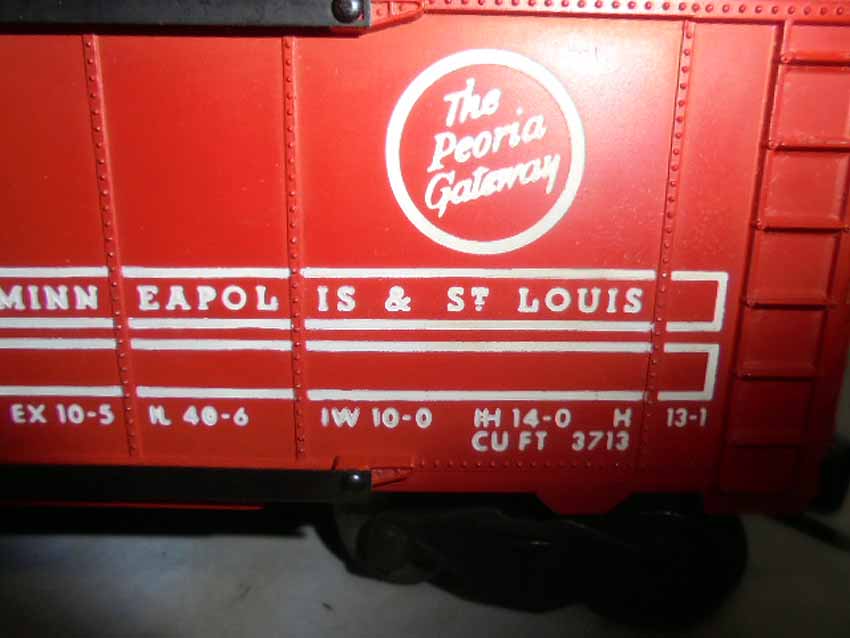 The
Peoria
Gateway
MINNEAPOLIS & ST. LOUIS
EX 10-5 IL 40-6 IW 10-0 IH 14-0 H 13-1
CU FT 3713